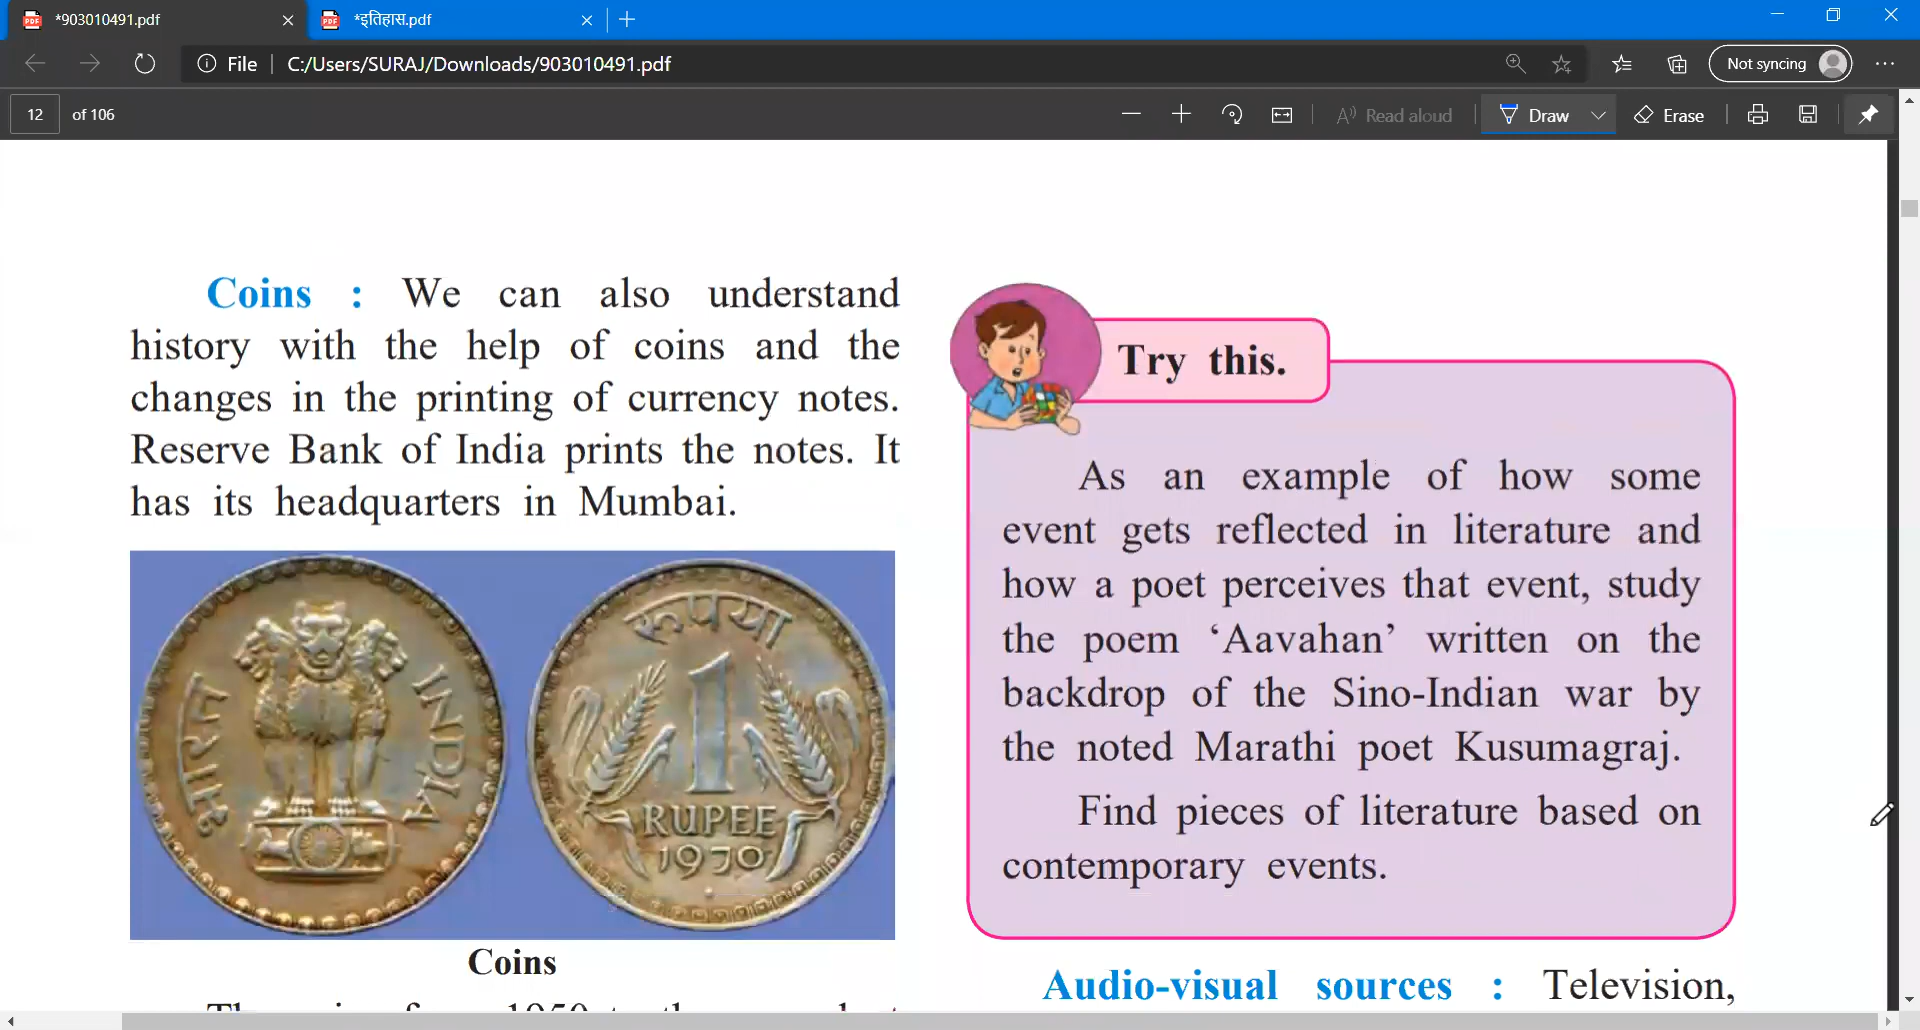 *903010491.pdf
*इतिहास.pdf
File
C:/Users/SURAJ/Downloads/903010491.pdf
Not syncing
12 of 106
Read aloud
Draw
Erase
Coins : We can also understand
history with the help of coins and the
changes in the printing of currency notes.
Reserve Bank of India prints the notes. It
has its headquarters in Mumbai.
भारत
INDIA
रूपया
1
RUPEE
1970
Coins
Try this.
As an example of how some
event gets reflected in literature and
how a poet perceives that event, study
the poem ‘Aavahan’ written on the
backdrop of the Sino-Indian war by
the noted Marathi poet Kusumagraj.
Find pieces of literature based on
contemporary events.
Audio-visual sources : Television,